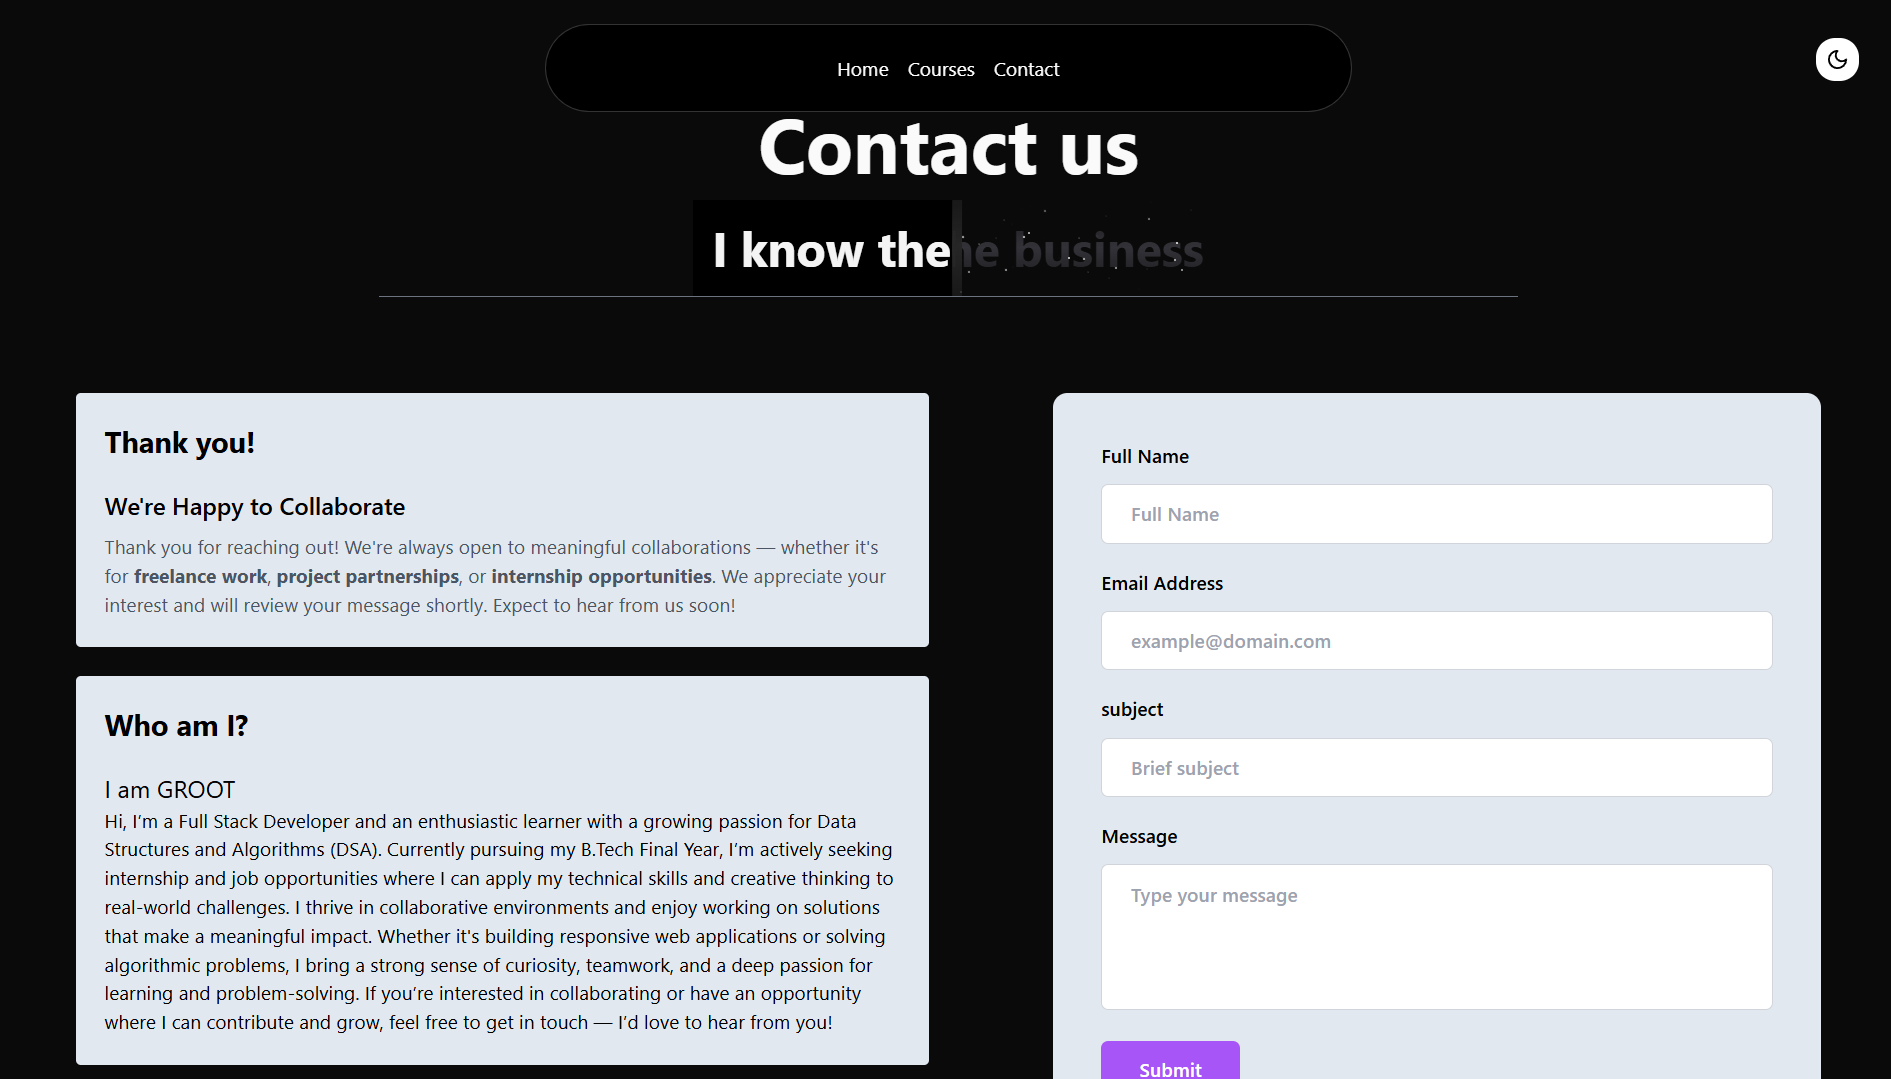 Home Courses Contact
Contact us
I know the
he business
Thank you!
We're Happy to Collaborate
Thank you for reaching out! We're always open to meaningful collaborations — whether it's
for freelance work, project partnerships, or internship opportunities. We appreciate your
interest and will review your message shortly. Expect to hear from us soon!
Who am I?
I am GROOT
Hi, I’m a Full Stack Developer and an enthusiastic learner with a growing passion for Data
Structures and Algorithms (DSA). Currently pursuing my B.Tech Final Year, I’m actively seeking
internship and job opportunities where I can apply my technical skills and creative thinking to
real-world challenges. I thrive in collaborative environments and enjoy working on solutions
that make a meaningful impact. Whether it's building responsive web applications or solving
algorithmic problems, I bring a strong sense of curiosity, teamwork, and a deep passion for
learning and problem-solving. If you’re interested in collaborating or have an opportunity
where I can contribute and grow, feel free to get in touch — I’d love to hear from you!
Full Name
Full Name
Email Address
example@domain.com
subject
Brief subject
Message
Type your message
Submit